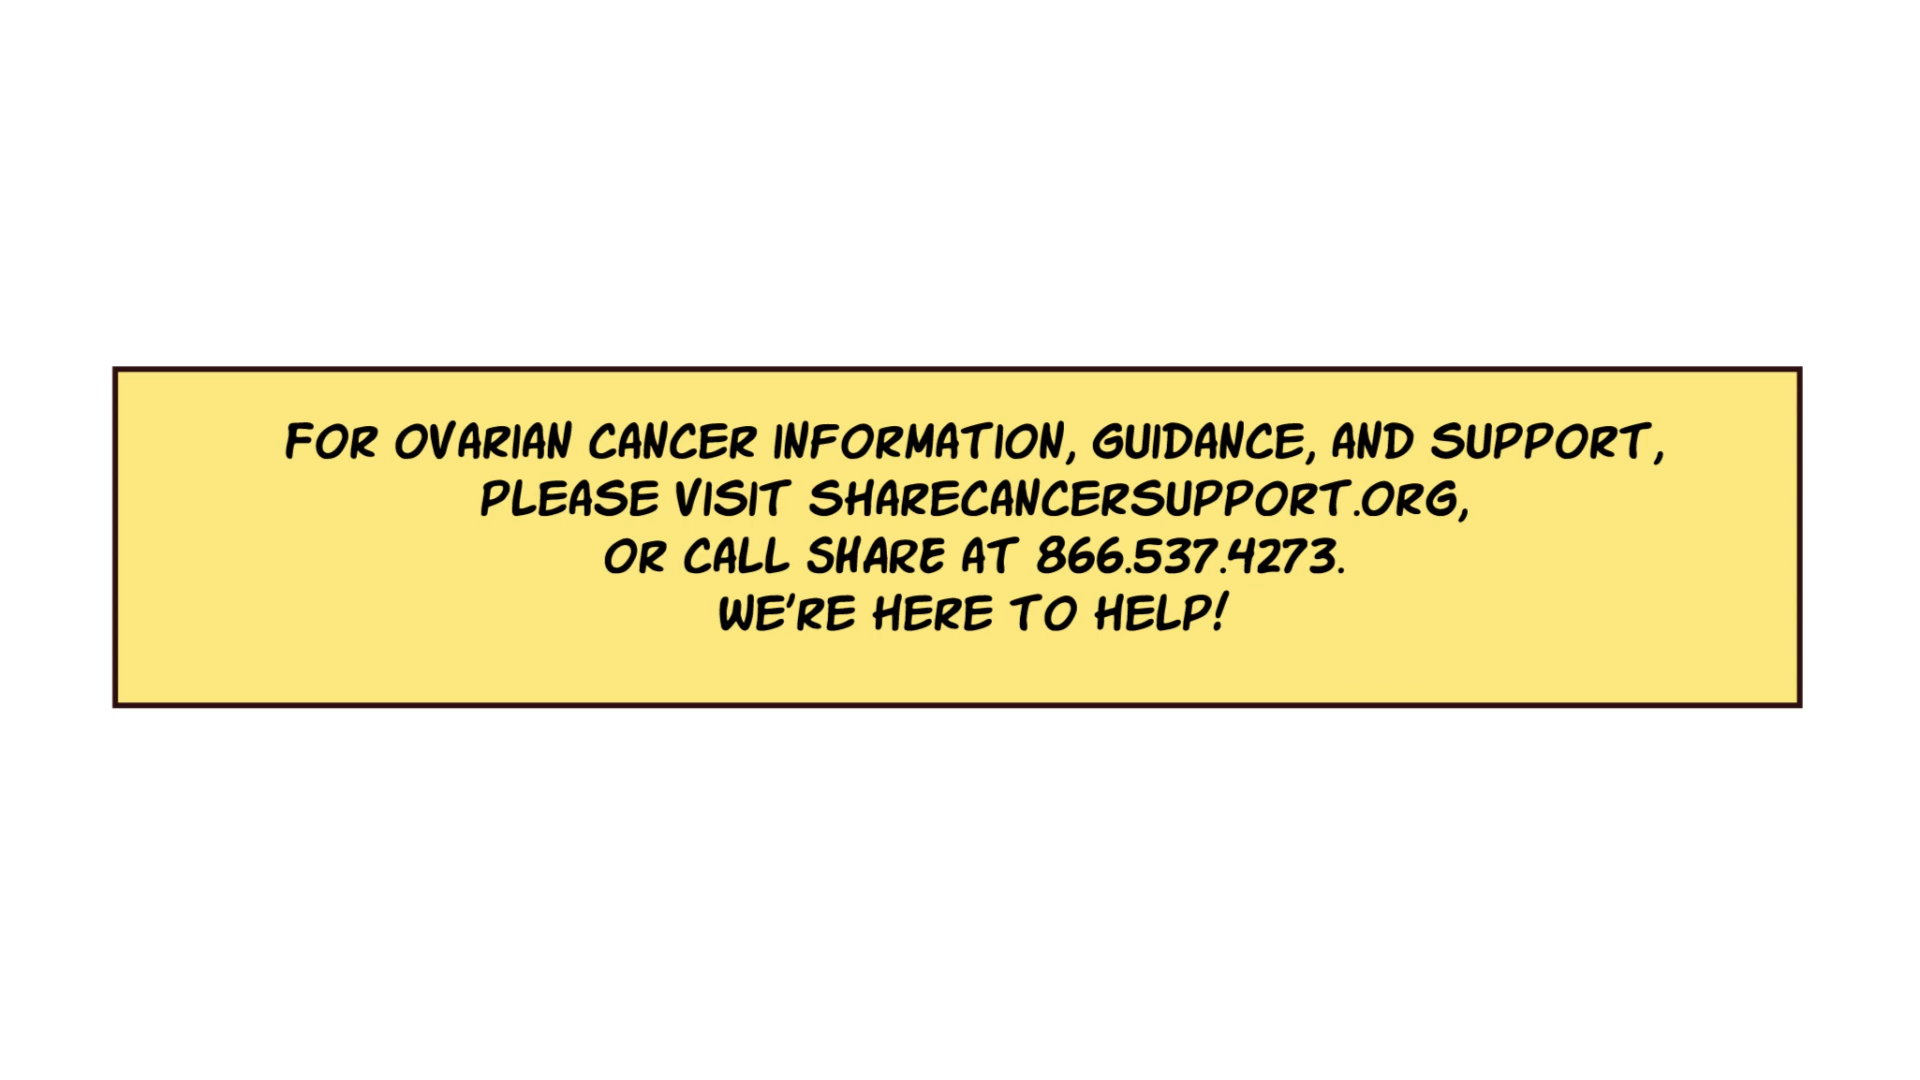 FOR OVARIAN CANCER INFORMATION, GUIDANCE, AND SUPPORT,
PLEASE VISIT SHARECANCERSUPPORT.ORG,
OR CALL SHARE AT 866.537.4273.
WE'RE HERE TO HELP!